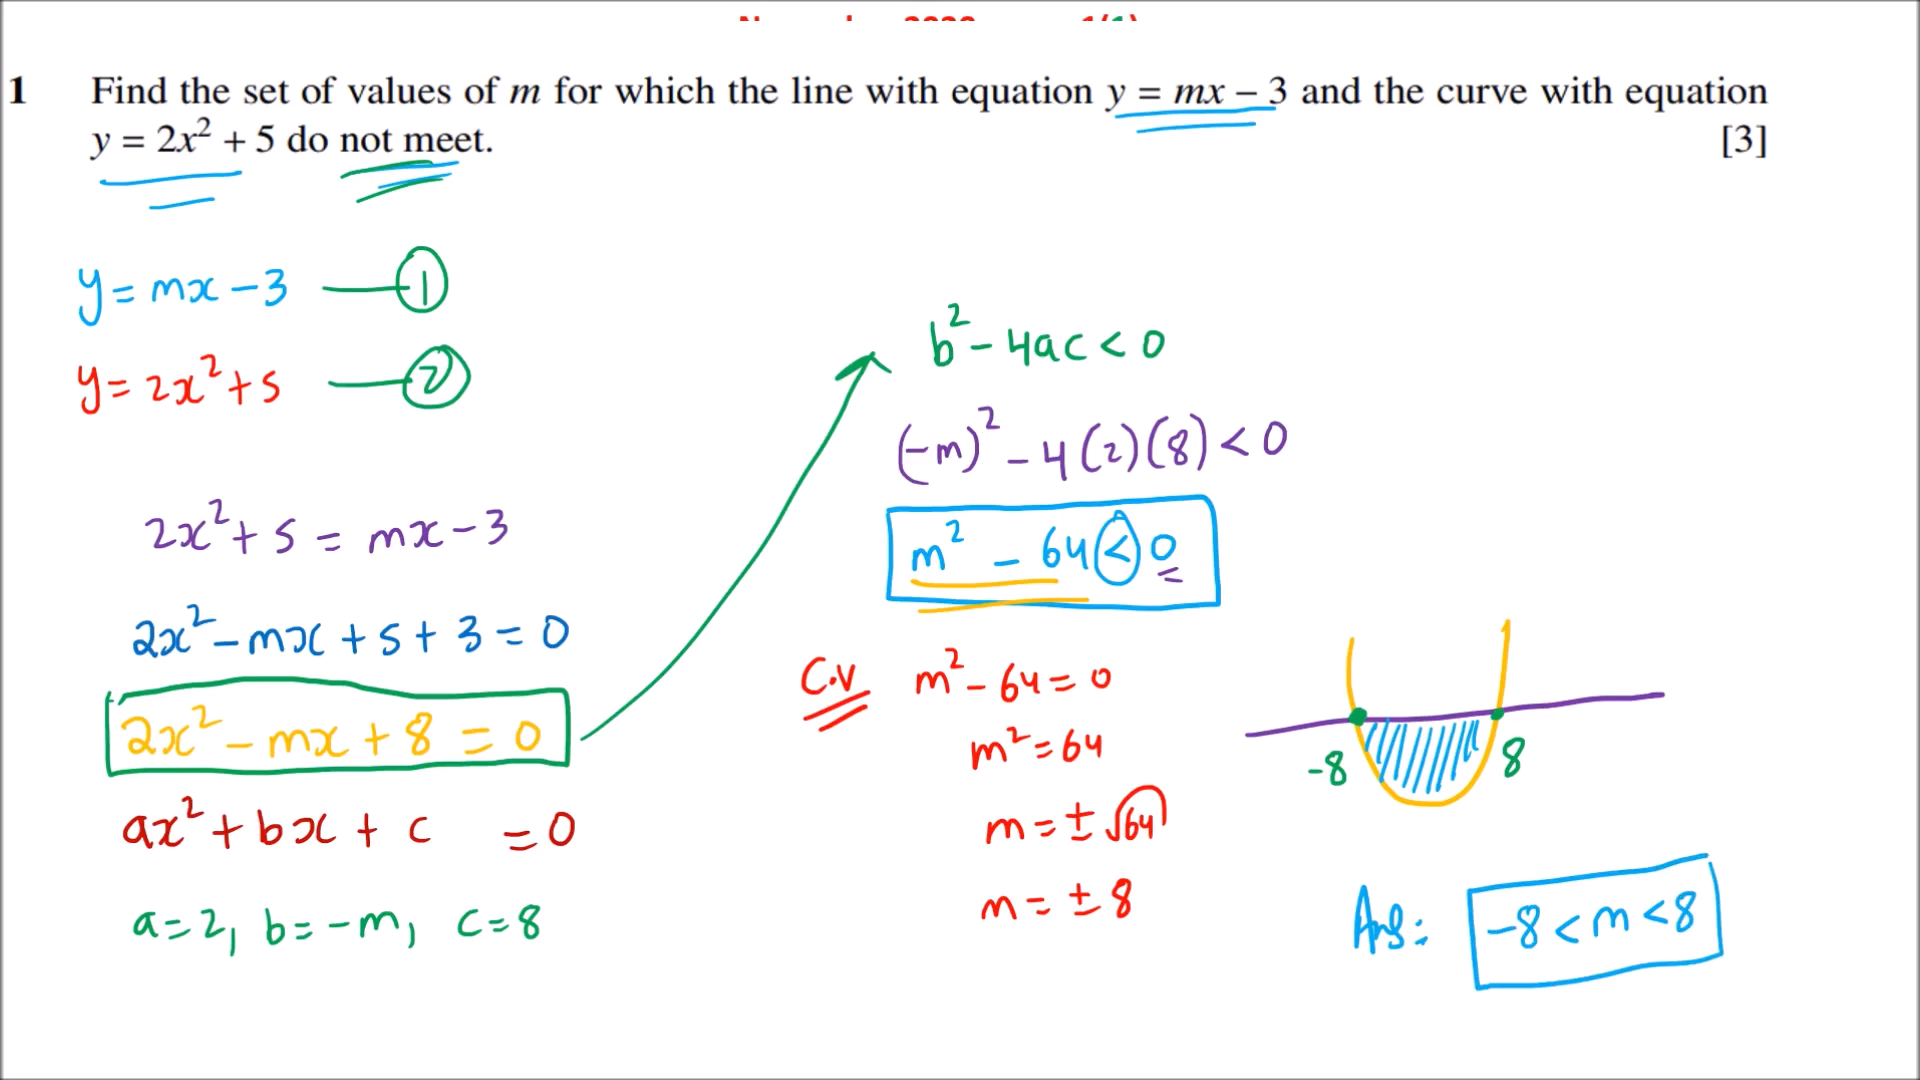 1 Find the set of values of m for which the line with equation y = mx − 3 and the curve with equation
y = 2x² + 5 do not meet. [3]
y = mx − 3 ①
y = 2x² + 5 ②
2x² + 5 = mx − 3
2x² − mx + 5 + 3 = 0
2x² − mx + 8 = 0
ax² + bx + c = 0
a = 2, b = −m, c = 8
b² − 4ac < 0
(−m)² − 4(2)(8) < 0
m² − 64 < 0
C.V m² − 64 = 0
m² = 64
m = ± √64
m = ± 8
-8 8
Ans: −8 < m < 8